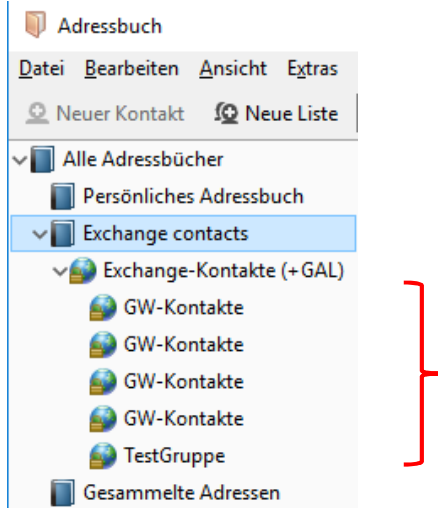 Adressbuch
Datei Bearbeiten Ansicht Extras
Neuer Kontakt Neue Liste
Alle Adressbücher
Persönliches Adressbuch
Exchange contacts
Exchange-Kontakte (+GAL)
GW-Kontakte
GW-Kontakte
GW-Kontakte
GW-Kontakte
TestGruppe
Gesammelte Adressen